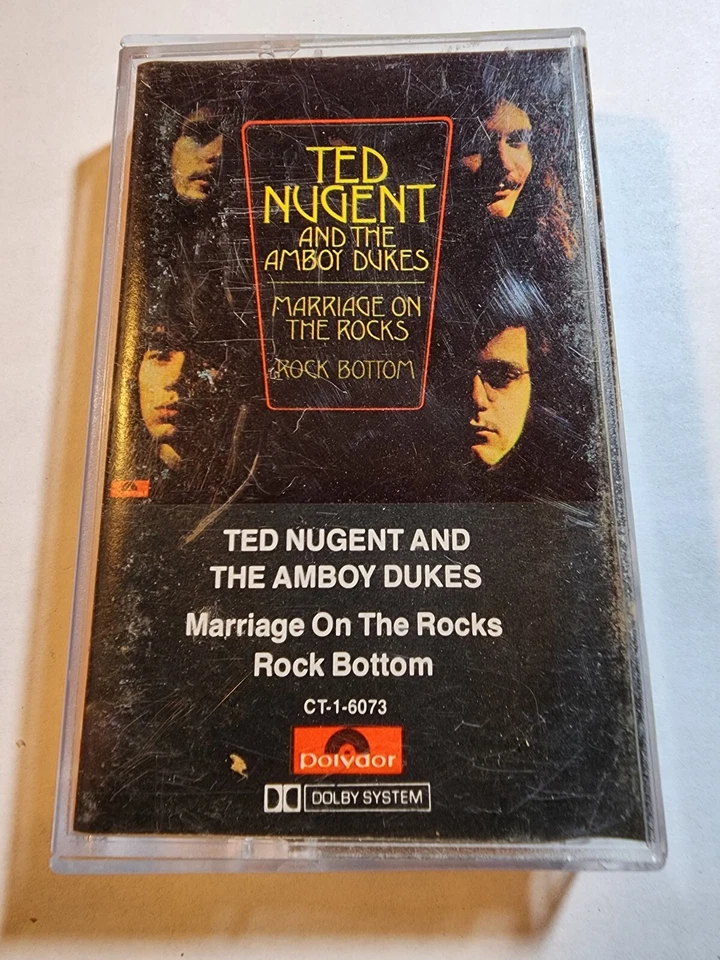 TED
NUGENT
AND THE
AMBOY DUKES
MARRIAGE ON
THE ROCKS
ROCK BOTTOM
TED NUGENT AND
THE AMBOY DUKES
Marriage On The Rocks
Rock Bottom
CT-1-6073
polydor
DOLBY SYSTEM